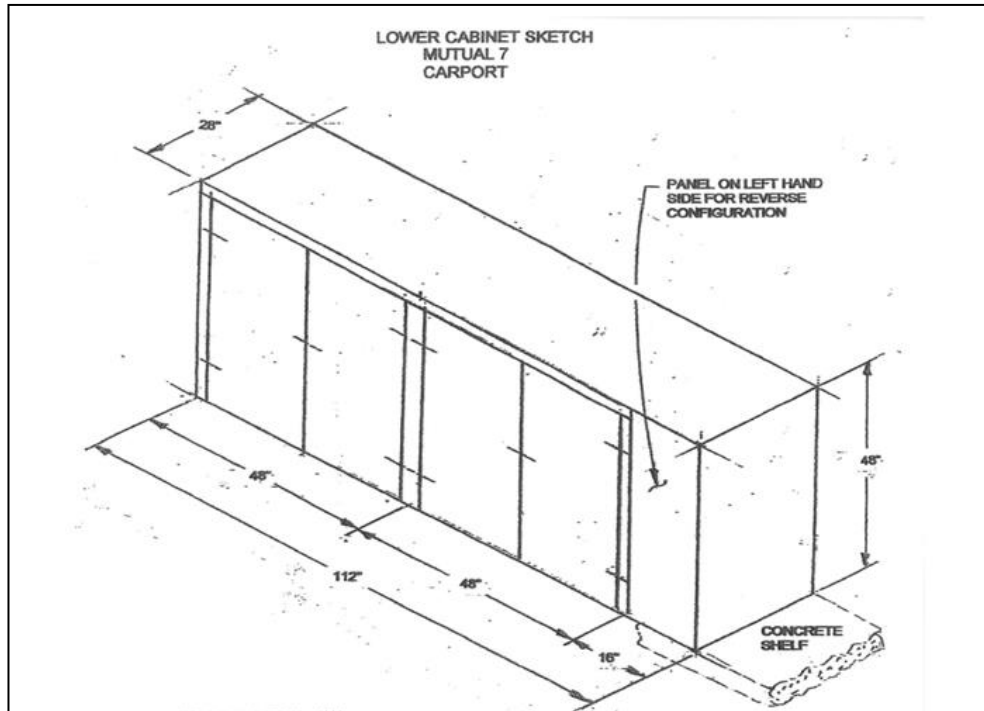 LOWER CABINET SKETCH
MUTUAL 7
CARPORT
28"
PANEL ON LEFT HAND
SIDE FOR REVERSE
CONFIGURATION
48"
48"
112"
48"
16"
CONCRETE
SHELF